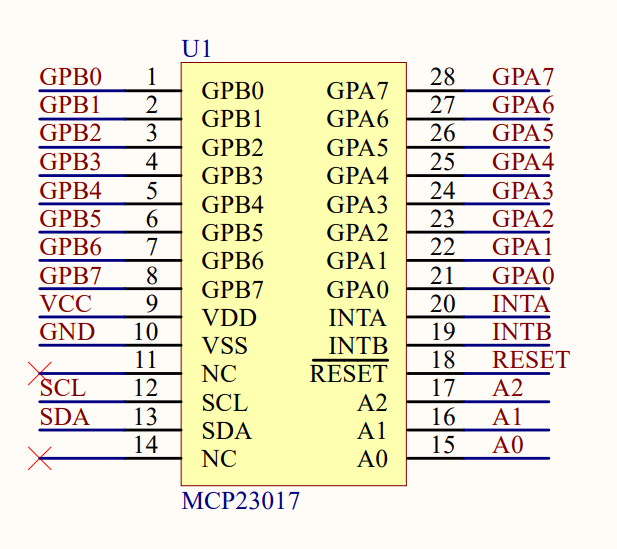 U1
GPB0 1 GPB0 GPA7 28 GPA7
GPB1 2 GPB1 GPA6 27 GPA6
GPB2 3 GPB2 GPA5 26 GPA5
GPB3 4 GPB3 GPA4 25 GPA4
GPB4 5 GPB4 GPA3 24 GPA3
GPB5 6 GPB5 GPA2 23 GPA2
GPB6 7 GPB6 GPA1 22 GPA1
GPB7 8 GPB7 GPA0 21 GPA0
VCC 9 VDD INTA 20 INTA
GND 10 VSS INTB 19 INTB
11 NC RESET 18 RESET
SCL 12 SCL A2 17 A2
SDA 13 SDA A1 16 A1
14 NC A0 15 A0
MCP23017